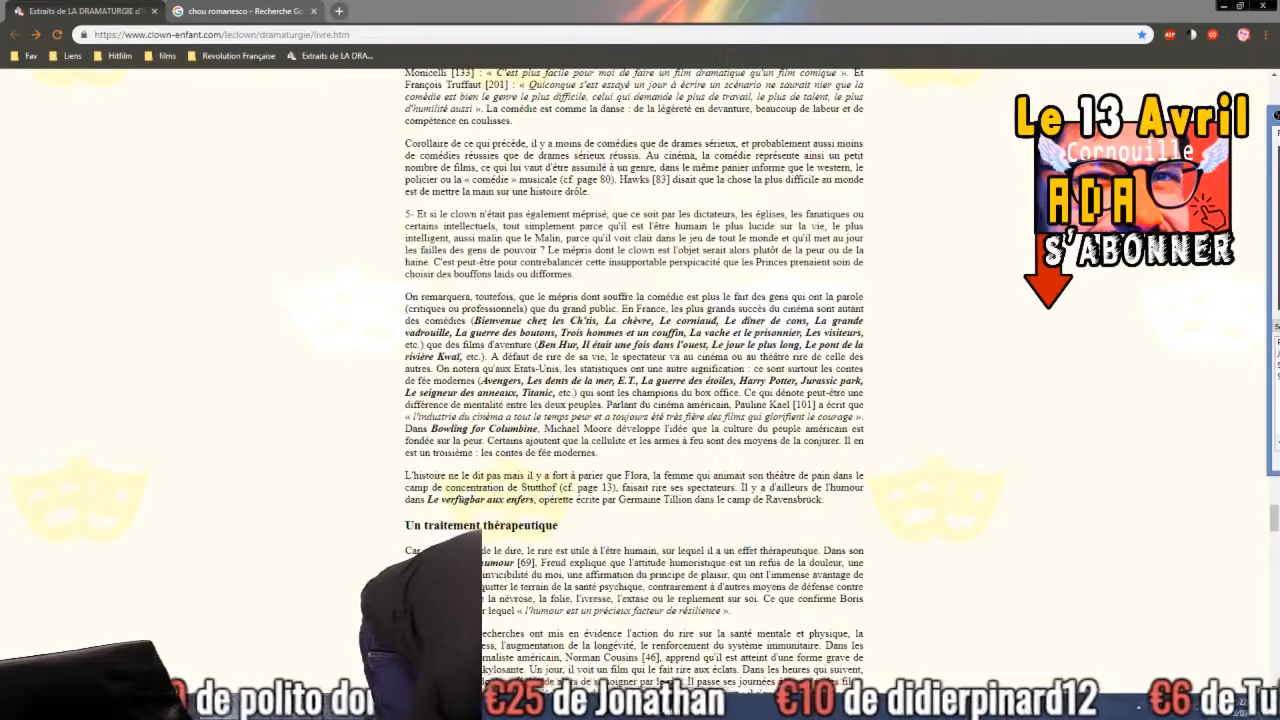 Extraits de LA DRAMATURGIE d'
chou romanesco - Recherche Go
https://www.clown-enfant.com/leclown/dramaturgie/livre.htm
Fav
Liens
Hitfilm
films
Revolution Française
Extraits de LA DRA...
Monicelli [133] : « C'est plus facile pour moi de faire un film dramatique qu'un film comique ». Et
François Truffaut [201] : « Quiconque s'est essayé un jour à écrire un scénario ne saurait nier que la
comédie est bien le genre le plus difficile, celui qui demande le plus de travail, le plus de talent, le plus
d'humilité aussi ». La comédie est comme la danse : de la légèreté en devanture, beaucoup de labeur et de
compétence en coulisses.
Corollaire de ce qui précède, il y a moins de comédies que de drames sérieux, et probablement aussi moins
de comédies réussies que de drames sérieux réussis. Au cinéma, la comédie représente ainsi un petit
nombre de films, ce qui lui vaut d'être assimilé à un genre, dans le même panier informe que le western, le
policier ou la « comédie » musicale (cf. page 80). Hawks [83] disait que la chose la plus difficile au monde
est de mettre la main sur une histoire drôle.
5- Et si le clown n'était pas également méprisé, que ce soit par les dictateurs, les églises, les fanatiques ou
certains intellectuels, tout simplement parce qu'il est l'être humain le plus lucide sur la vie, le plus
intelligent, aussi malin que le Malin, parce qu'il voit clair dans le jeu de tout le monde et qu'il met au jour
les failles des gens de pouvoir ? Le mépris dont le clown est l'objet serait alors plutôt de la peur ou de la
haine. C'est peut-être pour contrebalancer cette insupportable perspicacité que les Princes prenaient soin de
choisir des bouffons laids ou difformes.
On remarquera, toutefois, que le mépris dont souffre la comédie est plus le fait des gens qui ont la parole
(critiques ou professionnels) que du grand public. En France, les plus grands succès du cinéma sont autant
des comédies (Bienvenue chez les Ch'tis, La chèvre, Le corniaud, Le dîner de cons, La grande
vadrouille, La guerre des boutons, Trois hommes et un couffin, La vache et le prisonnier, Les visiteurs,
etc.) que des films d'aventure (Ben Hur, Il était une fois dans l'ouest, Le jour le plus long, Le pont de la
rivière Kwaï, etc.). A défaut de rire de sa vie, le spectateur va au cinéma ou au théâtre rire de celle des
autres. On notera qu'aux Etats-Unis, les statistiques ont une autre signification : ce sont surtout les contes
de fée modernes (Avengers, Les dents de la mer, E.T., La guerre des étoiles, Harry Potter, Jurassic park,
Le seigneur des anneaux, Titanic, etc.) qui sont les champions du box office. Ce qui dénote peut-être une
différence de mentalité entre les deux peuples. Parlant du cinéma américain, Pauline Kael [101] a écrit que
« l'industrie du cinéma a tout le temps peur et a toujours été très fière des films qui glorifient le courage ».
Dans Bowling for Columbine, Michael Moore développe l'idée que la culture du peuple américain est
fondée sur la peur. Certains ajoutent que la cellulite et les armes à feu sont des moyens de la conjurer. Il en
est un troisième : les contes de fée modernes.
L'histoire ne le dit pas mais il y a fort à parier que Flora, la femme qui animait son théâtre de pain dans le
camp de concentration de Stutthof (cf. page 13), faisait rire ses spectateurs. Il y a d'ailleurs de l'humour
dans Le verfügbar aux enfers, opérette écrite par Germaine Tillion dans le camp de Ravensbrück.
Un traitement thérapeutique
Car de le dire, le rire est utile à l'être humain, sur lequel il a un effet thérapeutique. Dans son
umour [69], Freud explique que l'attitude humoristique est un refus de la douleur, une
invicibilité du moi, une affirmation du principe de plaisir, qui ont l'immense avantage de
quitter le terrain de la santé psychique, contrairement à d'autres moyens de défense contre
la névrose, la folie, l'ivresse, l'extase ou le repliement sur soi. Ce que confirme Boris
r lequel « l'humour est un précieux facteur de résilience ».
echerches ont mis en évidence l'action du rire sur la santé mentale et physique, la
ess, l'augmentation de la longévité, le renforcement du système immunitaire. Dans les
rnaliste américain, Norman Cousins [46], apprend qu'il est atteint d'une forme grave de
kylosante. Un jour, il voit un film qui le fait rire aux éclats. Dans les heures qui suivent,
Le 13 Avril
Cornouille
ADA
S'ABONNER
0 de polito do
€25 de Jonathan
€10 de didierpinard12
€6 de Tu